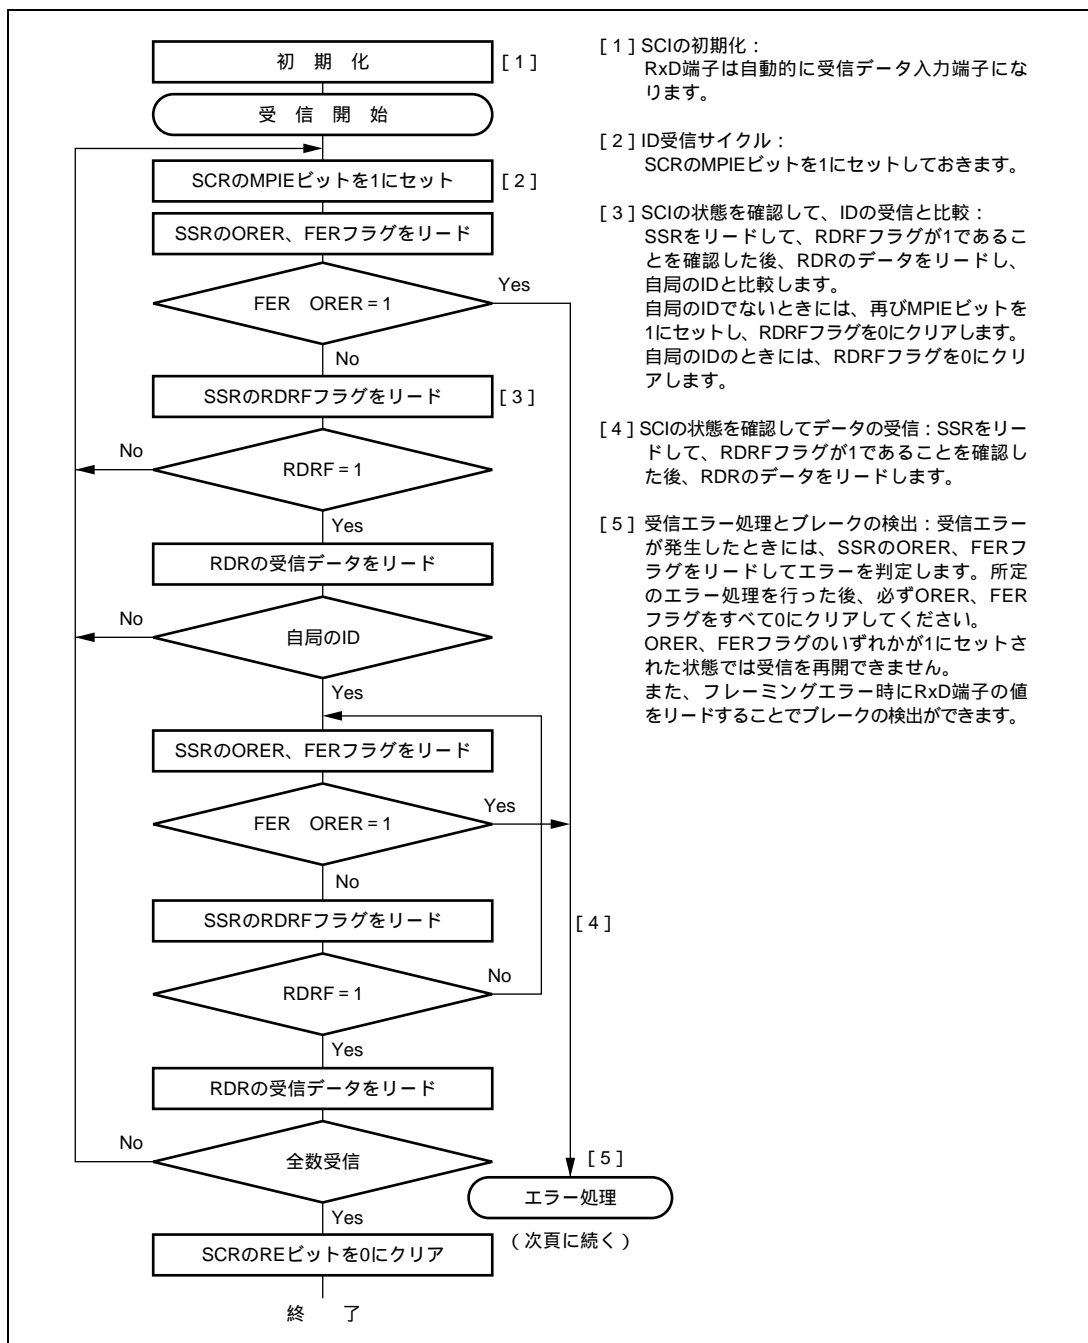 初 期 化
[ 1 ]
受 信 開 始
SCRのMPIEビットを1にセット
[ 2 ]
SSRのORER、FERフラグをリード
FER ORER = 1
Yes
No
SSRのRDRFフラグをリード
[ 3 ]
No
RDRF = 1
Yes
RDRの受信データをリード
No
自局のID
Yes
SSRのORER、FERフラグをリード
FER ORER = 1
Yes
No
SSRのRDRFフラグをリード
[ 4 ]
RDRF = 1
No
Yes
RDRの受信データをリード
No
全数受信
[ 5 ]
エラー処理
Yes
(次頁に続く)
SCRのREビットを0にクリア
終 了
[ 1 ] SCIの初期化:
RxD端子は自動的に受信データ入力端子にな
ります。
[ 2 ] ID受信サイクル:
SCRのMPIEビットを1にセットしておきます。
[ 3 ] SCIの状態を確認して、IDの受信と比較:
SSRをリードして、RDRFフラグが1であるこ
とを確認した後、RDRのデータをリードし、
自局のIDと比較します。
自局のIDでないときには、再びMPIEビットを
1にセットし、RDRFフラグを0にクリアします。
自局のIDのときには、RDRFフラグを0にクリ
アします。
[ 4 ] SCIの状態を確認してデータの受信:SSRをリー
ドして、RDRFフラグが1であることを確認し
た後、RDRのデータをリードします。
[ 5 ] 受信エラー処理とブレークの検出:受信エラー
が発生したときには、SSRのORER、FERフ
ラグをリードしてエラーを判定します。所定
のエラー処理を行った後、必ずORER、FER
フラグをすべて0にクリアしてください。
ORER、FERフラグのいずれかが1にセットさ
れた状態では受信を再開できません。
また、フレーミングエラー時にRxD端子の値
をリードすることでブレークの検出ができます。